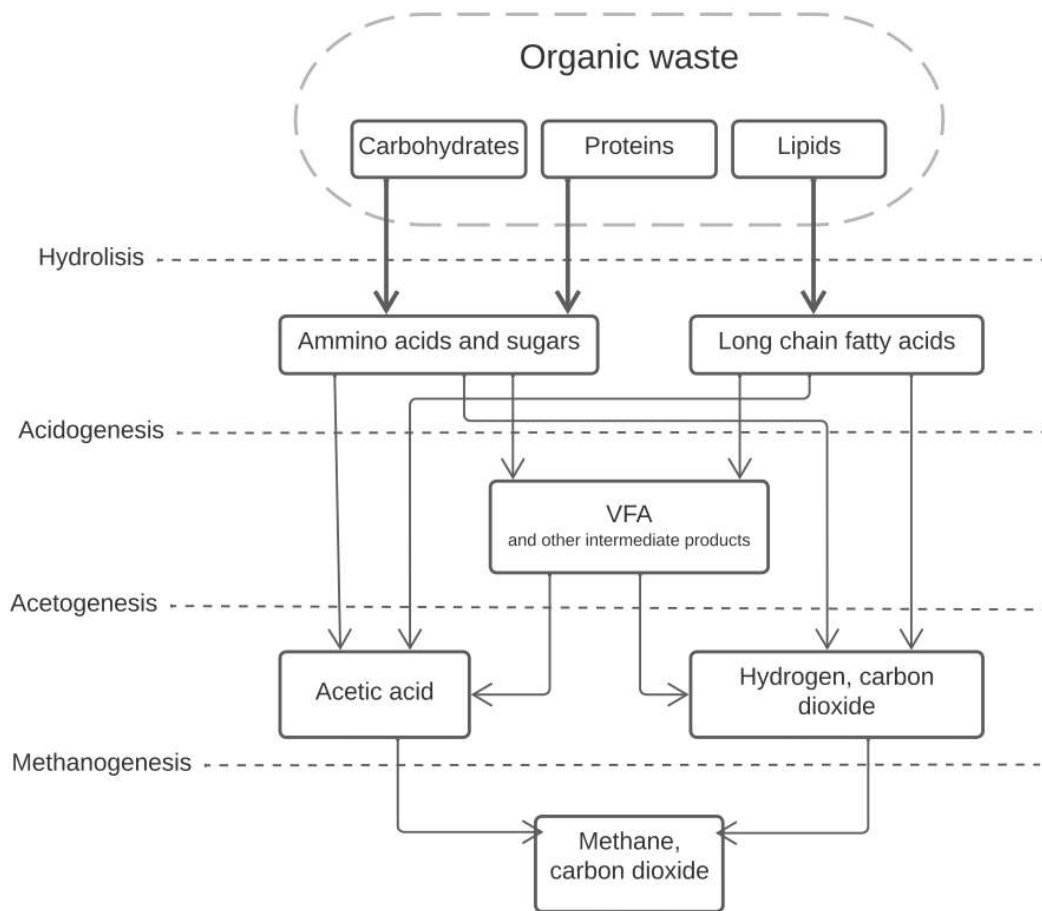 Organic waste
Carbohydrates
Proteins
Lipids
Hydrolisis
Ammino acids and sugars
Long chain fatty acids
Acidogenesis
VFA
and other intermediate products
Acetogenesis
Acetic acid
Hydrogen, carbon
dioxide
Methanogenesis
Methane,
carbon dioxide